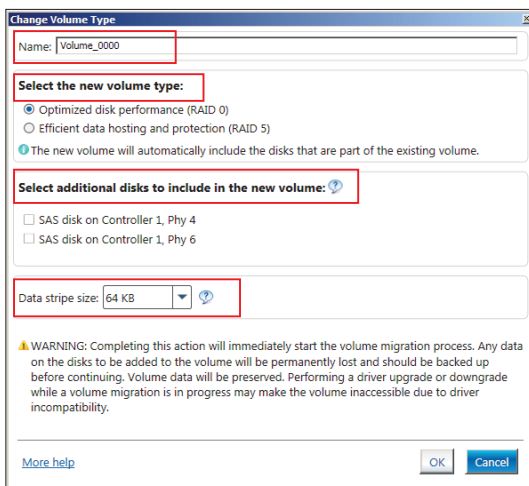 Change Volume Type
Name: Volume_0000
Select the new volume type:
Optimized disk performance (RAID 0)
Efficient data hosting and protection (RAID 5)
The new volume will automatically include the disks that are part of the existing volume.
Select additional disks to include in the new volume:
SAS disk on Controller 1, Phy 4
SAS disk on Controller 1, Phy 6
Data stripe size: 64 KB
WARNING: Completing this action will immediately start the volume migration process. Any data
on the disks to be added to the volume will be permanently lost and should be backed up
before continuing. Volume data will be preserved. Performing a driver upgrade or downgrade
while a volume migration is in progress may make the volume inaccessible due to driver
incompatibility.
More help
OK Cancel